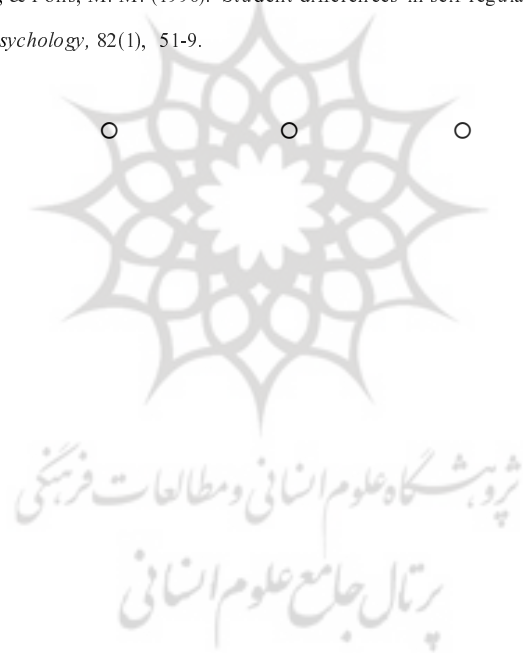 , & Pons, M. M. (1990). Student differences in self-regula
sychology, 82(1), 51-9.
پژوهشگاه علوم انسانی و مطالعات فرهنگی
پرتال جامع علوم انسانی